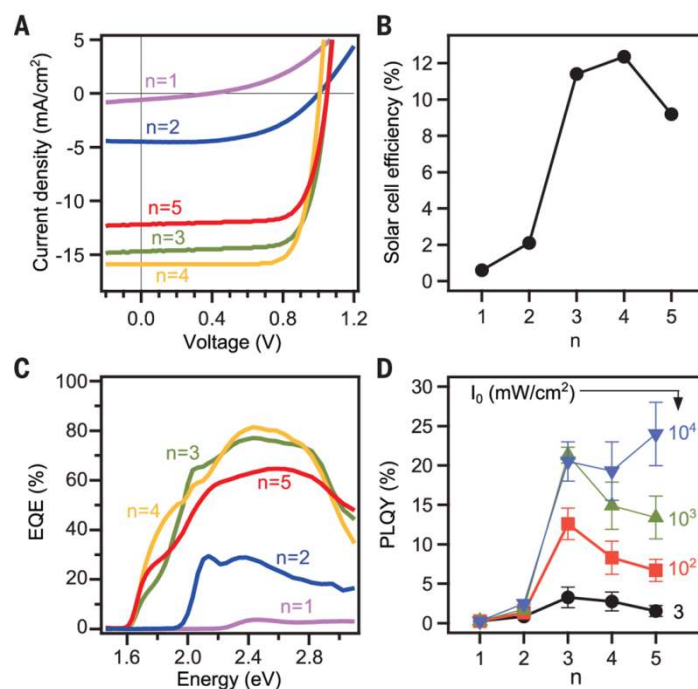 A
5
0
-5
-10
-15
Current density (mA/cm²)
n=1
n=2
n=5
n=3
n=4
0.0 0.4 0.8 1.2
Voltage (V)
B
12
10
8
6
4
2
0
Solar cell efficiency (%)
1 2 3 4 5
n
C
100
80
60
40
20
0
EQE (%)
n=3
n=4
n=5
n=2
n=1
1.6 2.0 2.4 2.8
Energy (eV)
D
30
25
20
15
10
5
0
PLQY (%)
I₀ (mW/cm²)
10⁴
10³
10²
3
1 2 3 4 5
n